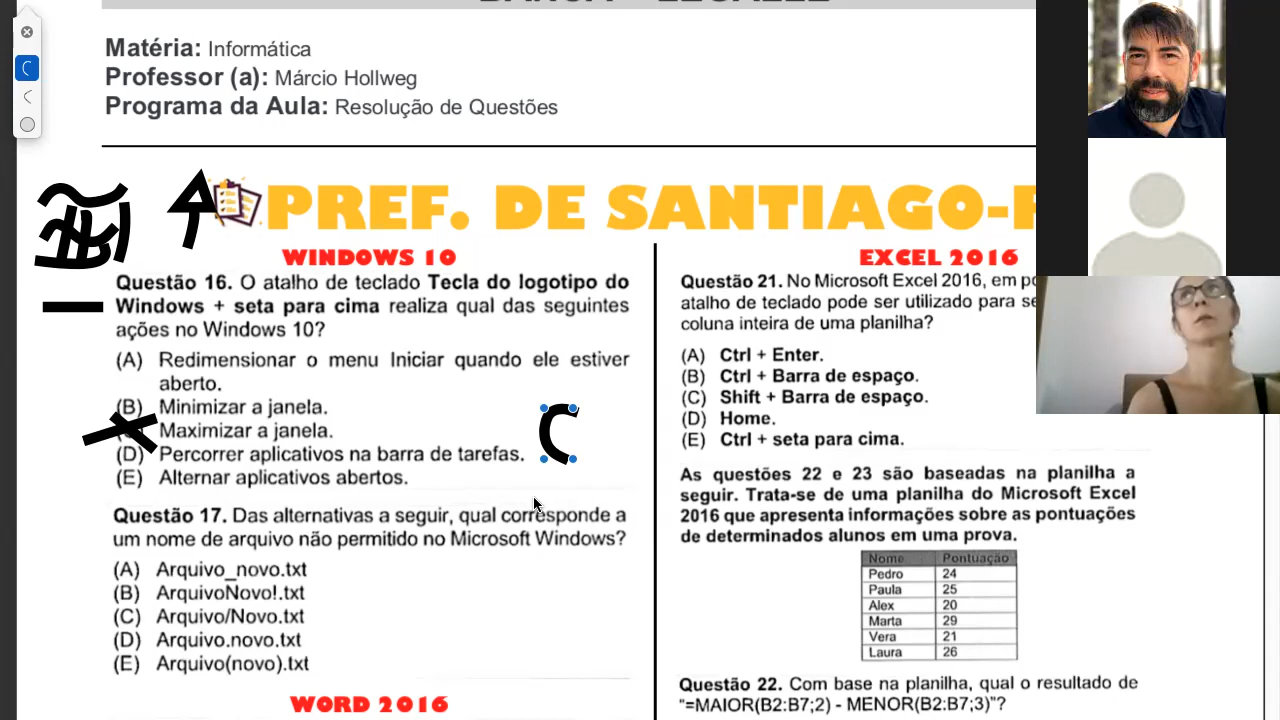 Matéria: Informática
Professor (a): Márcio Hollweg
Programa da Aula: Resolução de Questões
PREF. DE SANTIAGO-
WINDOWS 10
Questão 16. O atalho de teclado Tecla do logotipo do
Windows + seta para cima realiza qual das seguintes
ações no Windows 10?
(A) Redimensionar o menu Iniciar quando ele estiver
aberto.
(B) Minimizar a janela.
Maximizar a janela.
(D) Percorrer aplicativos na barra de tarefas.
(E) Alternar aplicativos abertos.
C
Questão 17. Das alternativas a seguir, qual corresponde a
um nome de arquivo não permitido no Microsoft Windows?
(A) Arquivo_novo.txt
(B) ArquivoNovo!.txt
(C) Arquivo/Novo.txt
(D) Arquivo.novo.txt
(E) Arquivo(novo).txt
WORD 2016
EXCEL 2016
Questão 21. No Microsoft Excel 2016, em
atalho de teclado pode ser utilizado para
coluna inteira de uma planilha?
(A) Ctrl + Enter.
(B) Ctrl + Barra de espaço.
(C) Shift + Barra de espaço.
(D) Home.
(E) Ctrl + seta para cima.
As questões 22 e 23 são baseadas na planilha a
seguir. Trata-se de uma planilha do Microsoft Excel
2016 que apresenta informações sobre as pontuações
de determinados alunos em uma prova.
Nome Pontuação
Pedro 24
Paula 25
Alex 20
Marta 29
Vera 21
Laura 26
Questão 22. Com base na planilha, qual o resultado de
"=MAIOR(B2:B7;2) - MENOR(B2:B7;3)"?